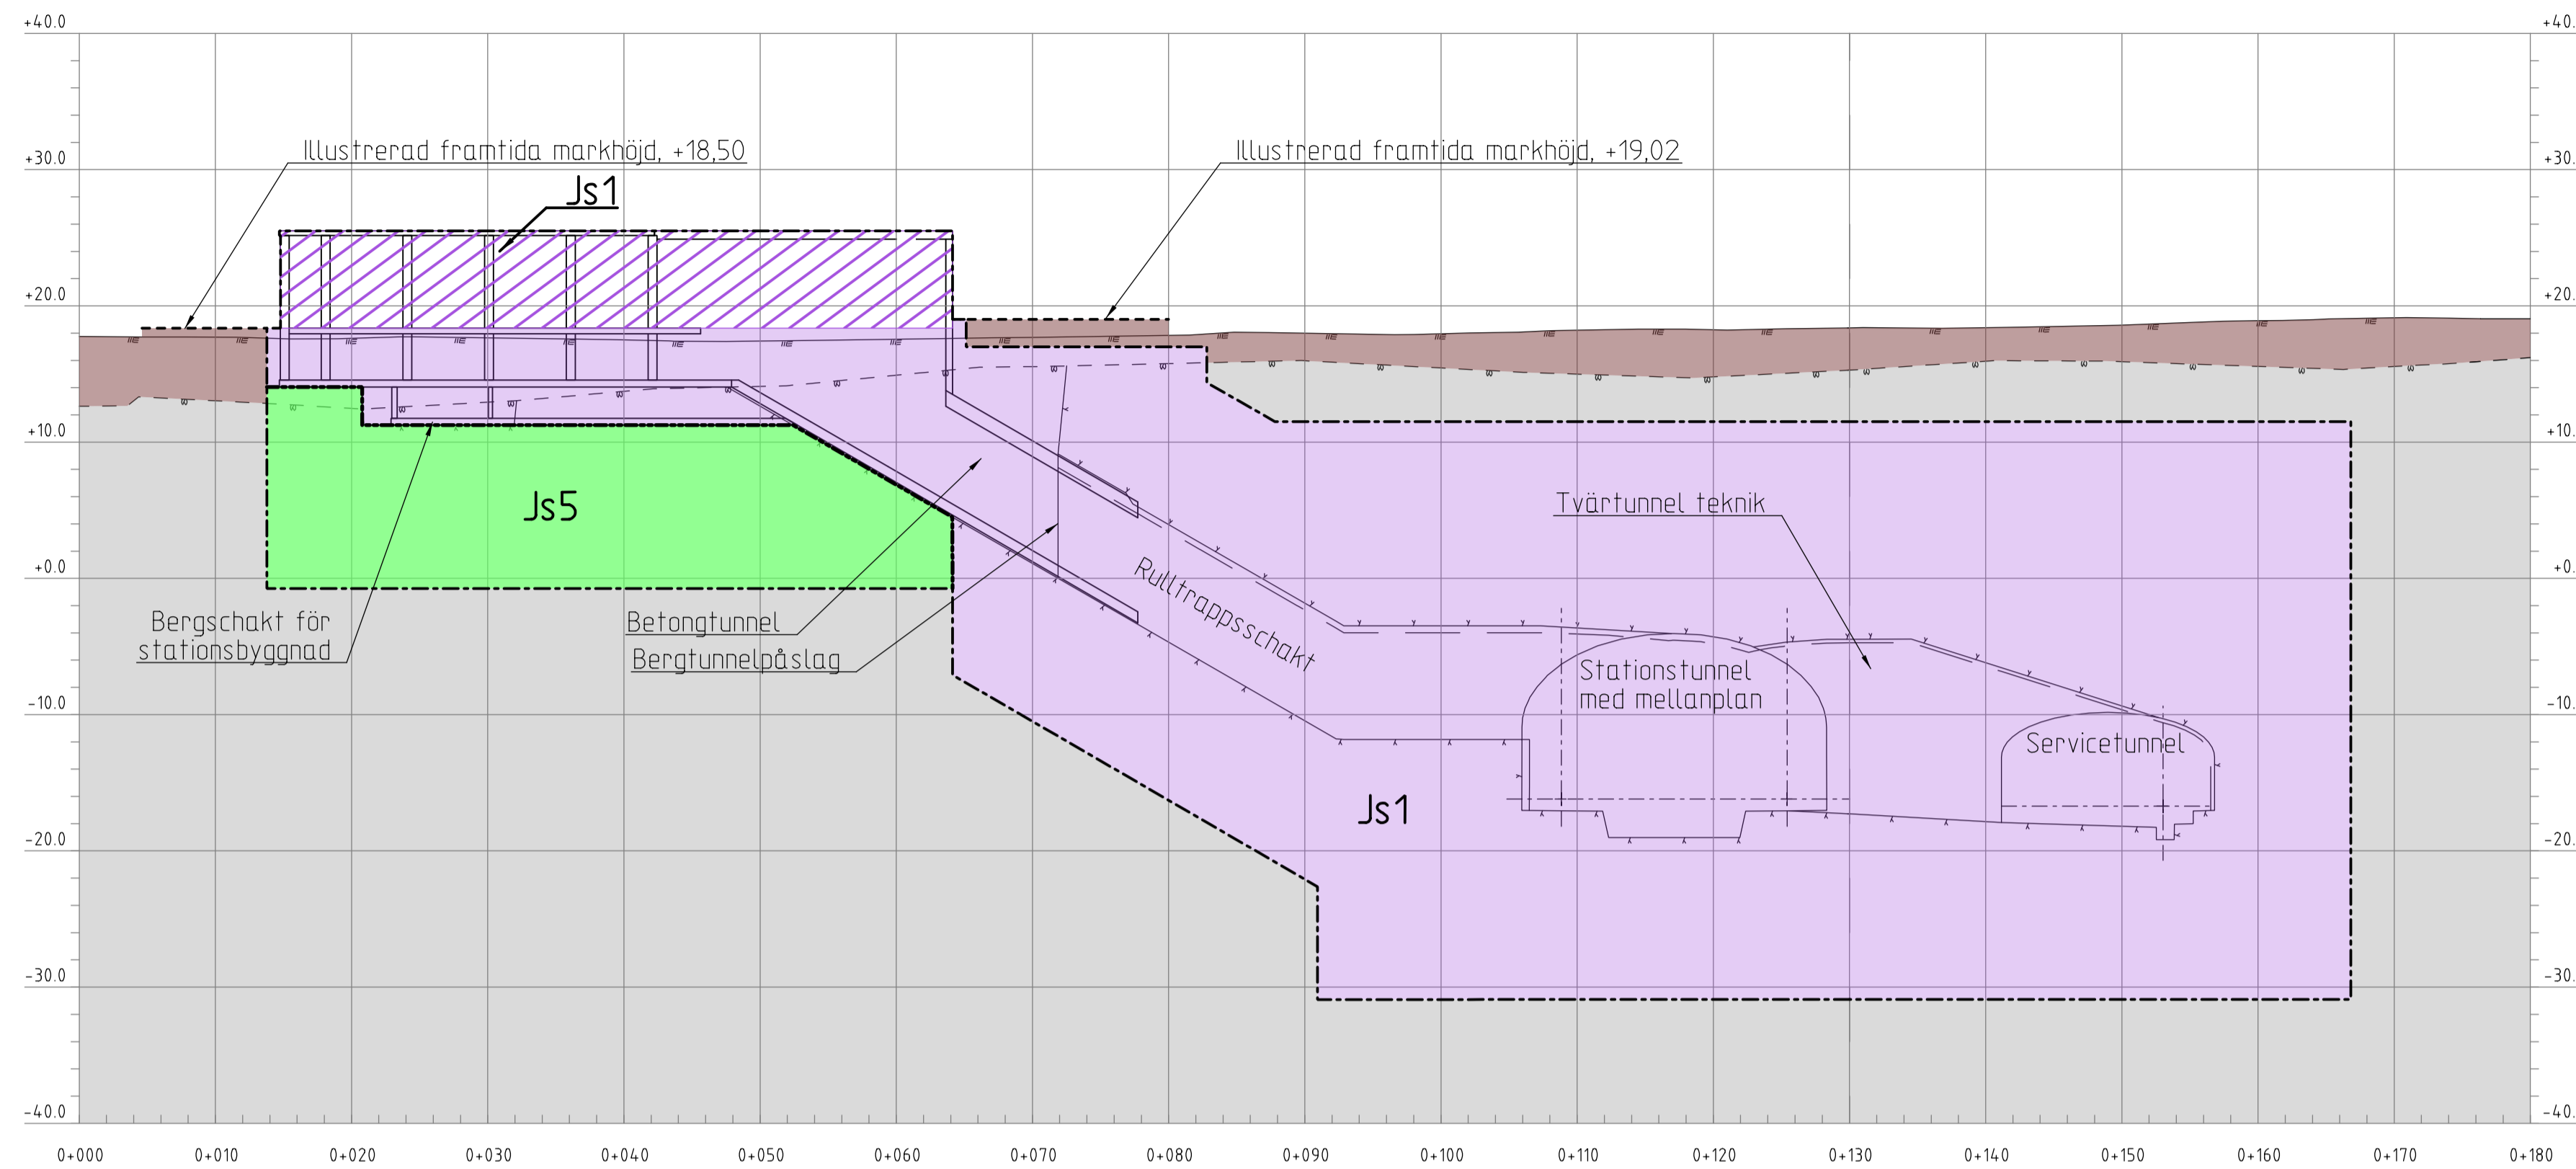 +40.0
+40.
Illustrerad framtida markhöjd, +18,50
Illustrerad framtida markhöjd, +19,02
+30.0
+30.
Js1
+20.0
+20.
+10.0
+10.
Js5
Tvärtunnel teknik
+0.0
+0.
Rulltrappsschakt
Bergschakt för
stationsbyggnad
Betongtunnel
Bergtunnelpåslag
Stationstunnel
med mellanplan
-10.0
-10.
Servicetunnel
Js1
-20.0
-20.
-30.0
-30.
-40.0
-40.
0+000
0+010
0+020
0+030
0+040
0+050
0+060
0+070
0+080
0+090
0+100
0+110
0+120
0+130
0+140
0+150
0+160
0+170
0+180